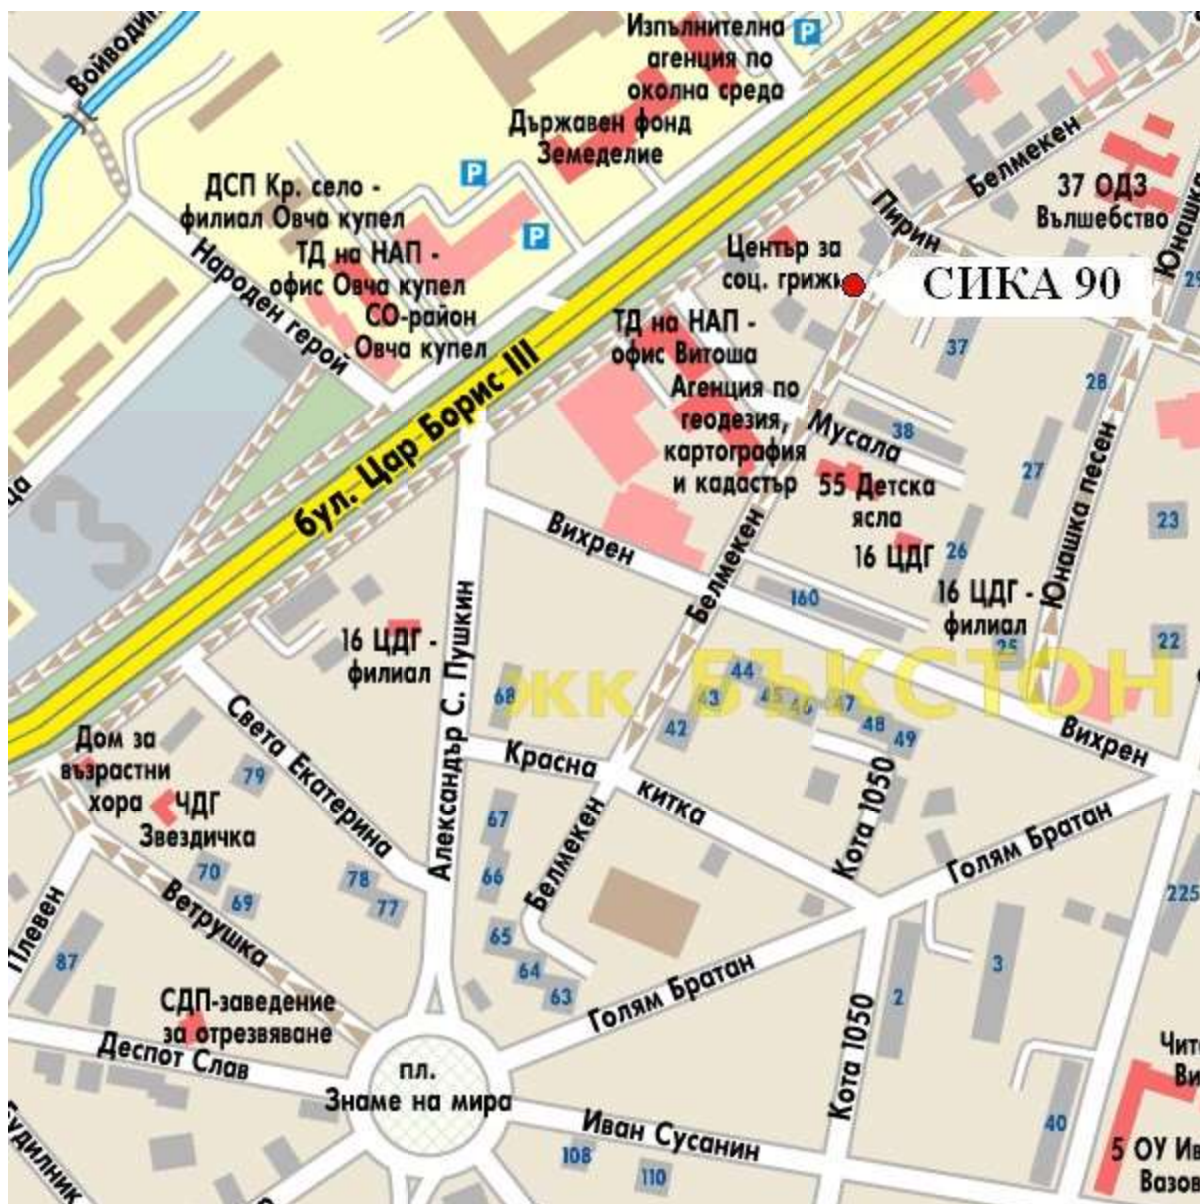 Изпълнителна
агенция по
околна среда
P
Държавен фонд
Земеделие
P
P
Белмекен
37 ОДЗ
Вълшебство
ДСП Кр. село -
филиал Овча купел
Пирин
Народен герой
ТД на НАП -
офис Овча купел
СО-район
Овча купел
Център за
соц. грижи
СИКА 90
ТД на НАП -
офис Витоша
Агенция по
геодезия,
картография
и кадастър
37
28
бул. Цар Борис III
Мусала
38
27
55 Детска
ясла
Юнашка песен
23
Вихрен
16 ЦДГ
26
16 ЦДГ -
филиал
25
22
Белмекен
160
16 ЦДГ -
филиал
Александър С. Пушкин
68
жк БЪКСТОН
44
43
45
46
47
48
49
42
Вихрен
Света Екатерина
Дом за
възрастни
хора
79
ЧДГ
Звездичка
Красна
китка
Кота 1050
Голям Братан
67
66
Белмекен
70
69
78
77
Ветрушка
Плевен
87
65
64
63
225
Голям Братан
2
3
СДП-заведение
за отрезвяване
Деспот Слав
Кота 1050
пл.
Знаме на мира
Иван Сусанин
108
110
40
5 ОУ Ив
Вазов